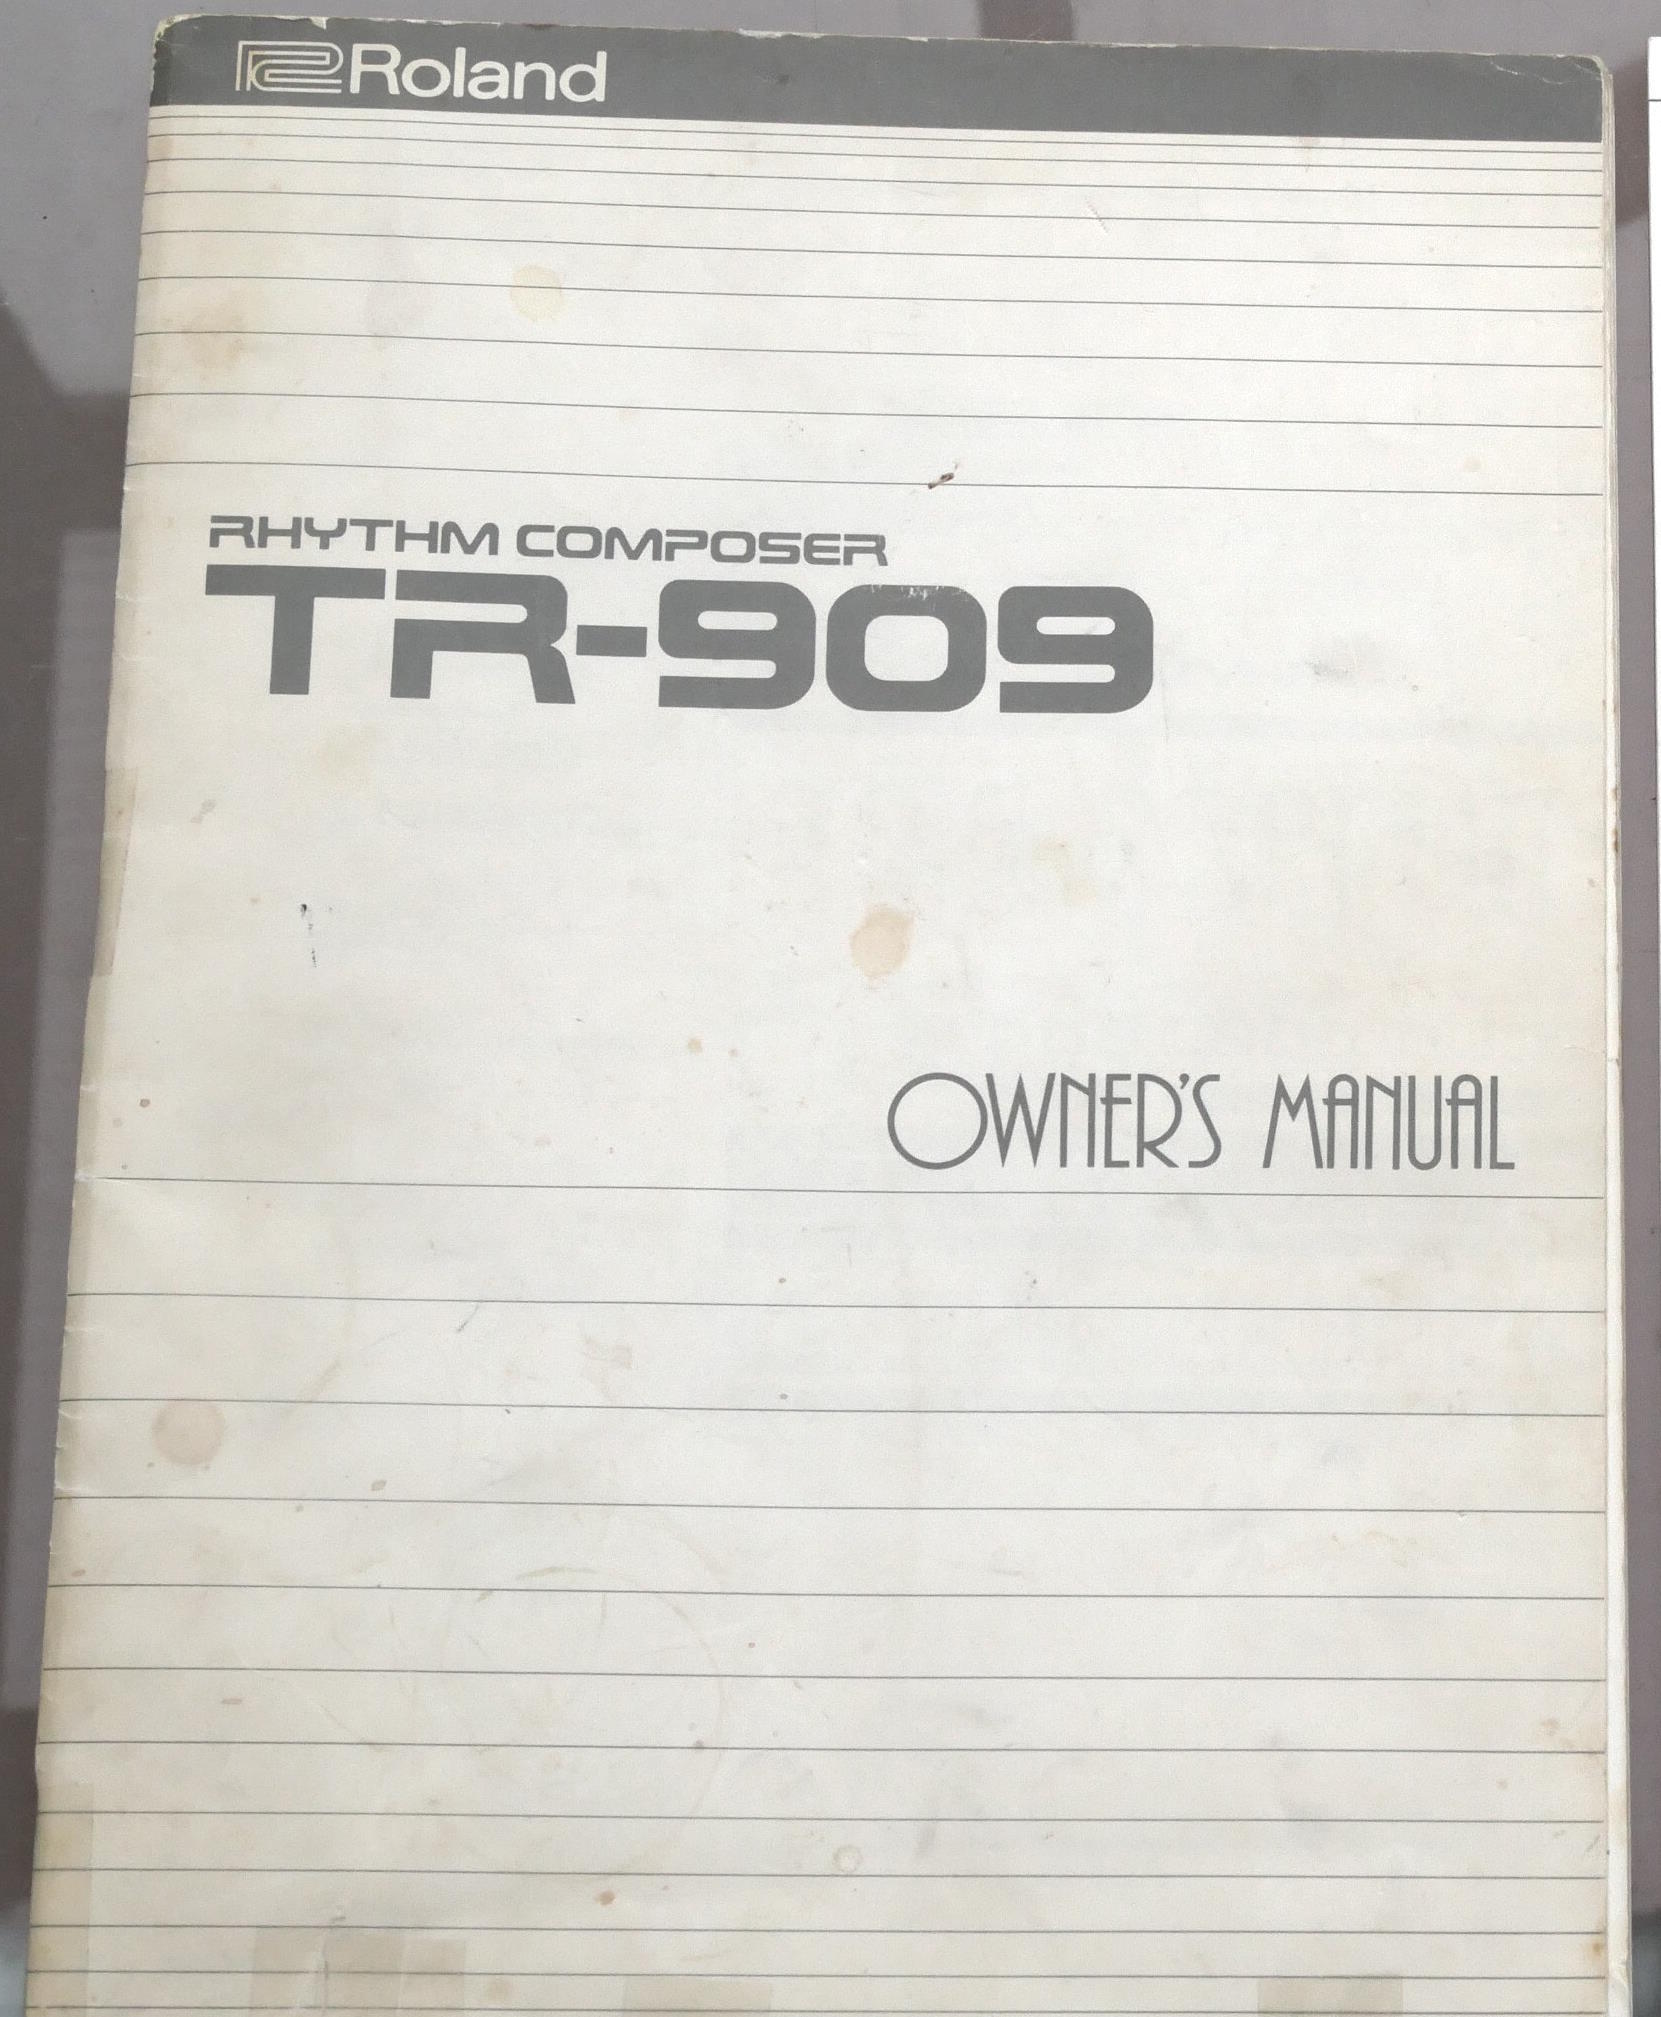 Roland
RHYTHM COMPOSER
TR-909
OWNER'S MANUAL